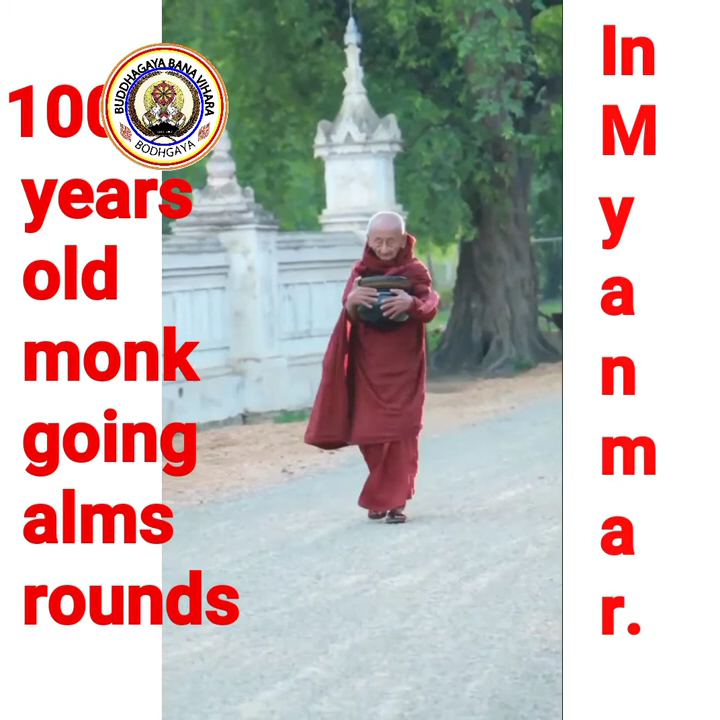 100
years
old
monk
going
alms
rounds
BUDDHAGAYA BANA VIHARA
BODHGAYA
In
M
y
a
n
m
a
r.